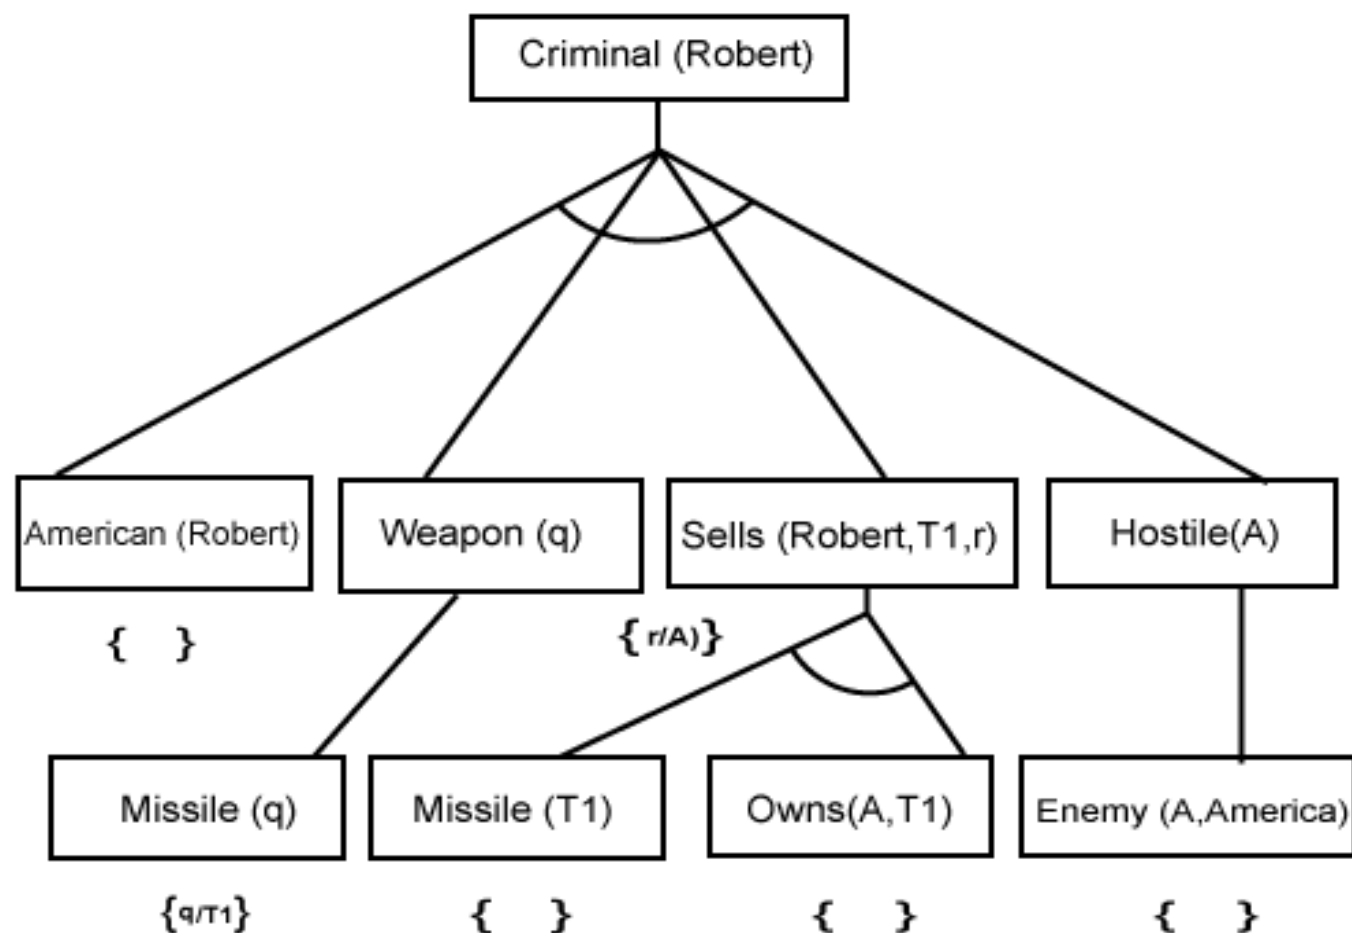 Criminal (Robert)
American (Robert)
Weapon (q)
Sells (Robert,T1,r)
Hostile(A)
{ }
{ r/A)}
Missile (q)
Missile (T1)
Owns(A,T1)
Enemy (A,America)
{q/T1}
{ }
{ }
{ }